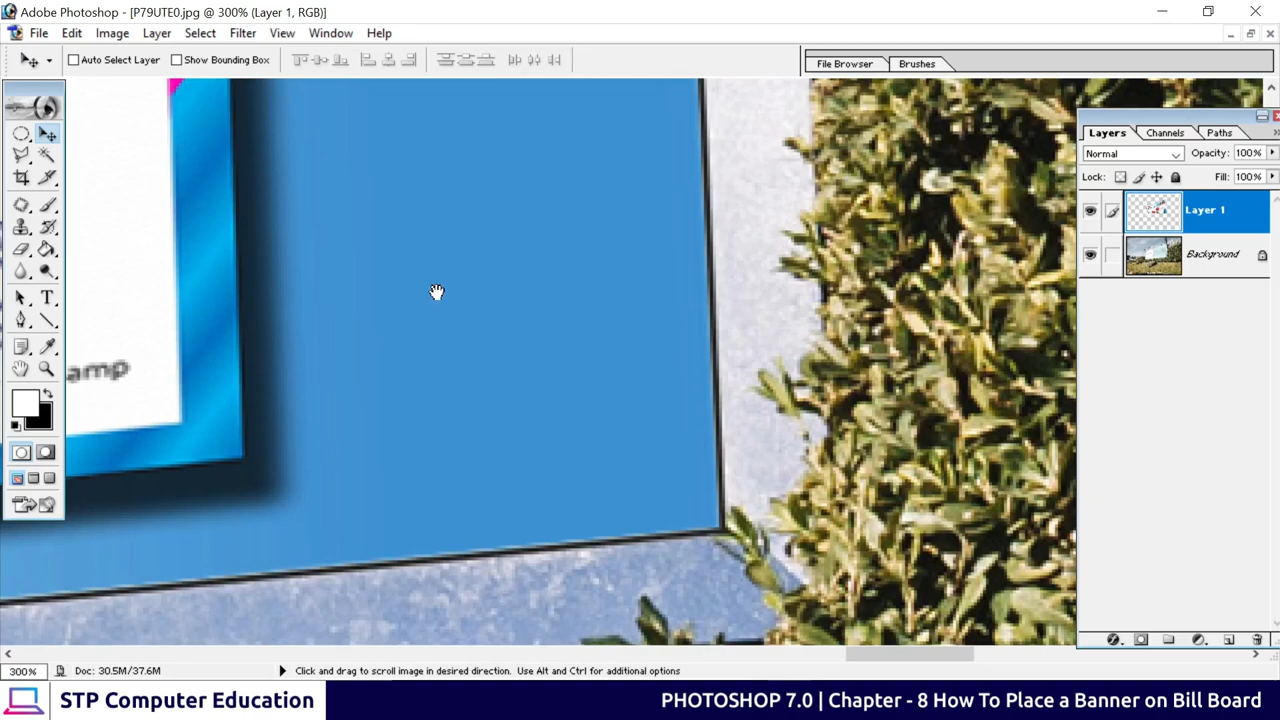 Adobe Photoshop - [P79UTE0.jpg @ 300% (Layer 1, RGB)]
File Edit Image Layer Select Filter View Window Help
Auto Select Layer Show Bounding Box
File Browser Brushes
Layers Channels Paths
Normal Opacity: 100%
Lock: Fill: 100%
Layer 1
Background
amp
300% Doc: 30.5M/37.6M Click and drag to scroll image in desired direction. Use Alt and Ctrl for additional options
STP Computer Education PHOTOSHOP 7.0 | Chapter - 8 How To Place a Banner on Bill Board